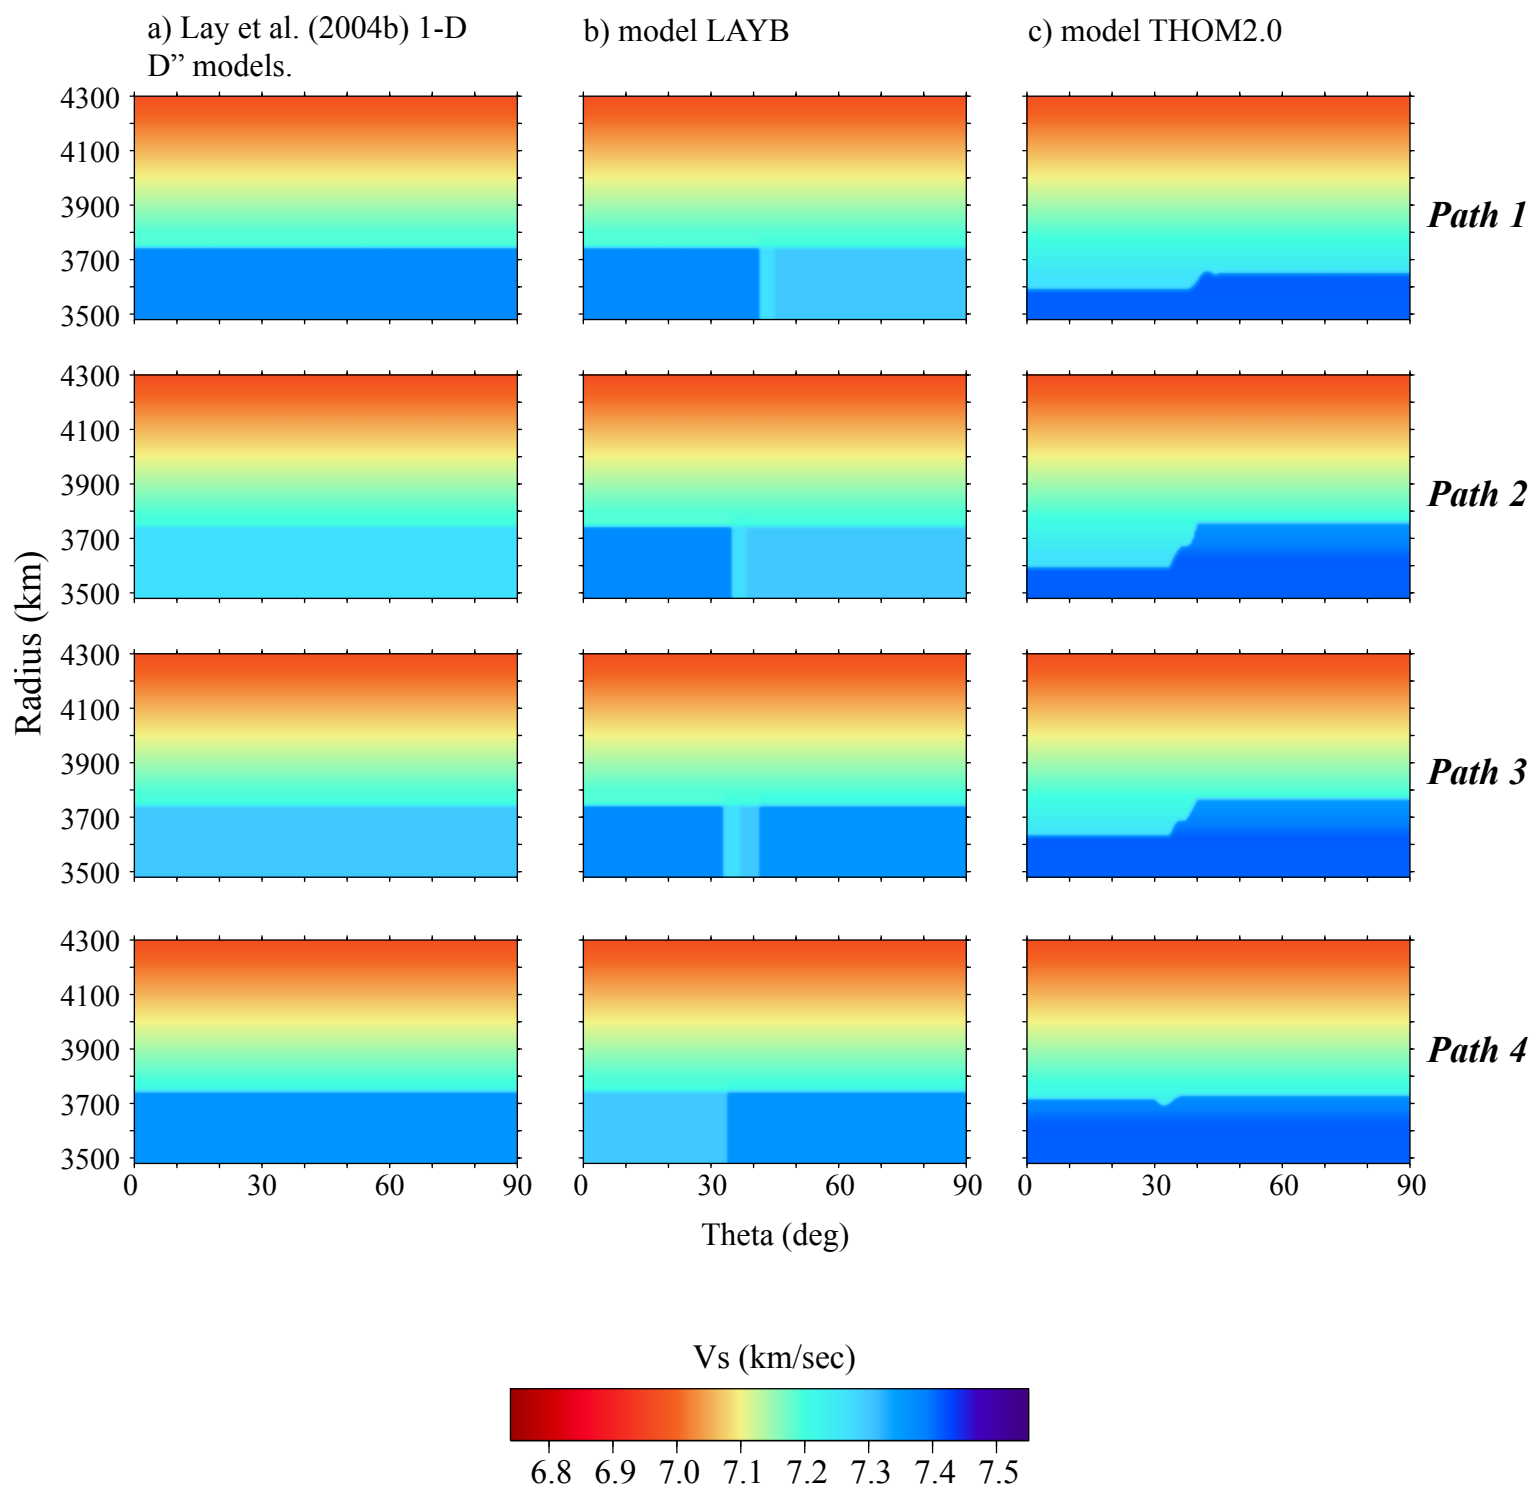 a) Lay et al. (2004b) 1-D
D” models.
b) model LAYB
c) model THOM2.0
4300
4100
3900
3700
3500
Path 1
4300
4100
3900
3700
3500
Path 2
Radius (km)
4300
4100
3900
3700
3500
Path 3
4300
4100
3900
3700
3500
Path 4
0 30 60 90
0 30 60 90
0 30 60 90
Theta (deg)
Vs (km/sec)
6.8 6.9 7.0 7.1 7.2 7.3 7.4 7.5